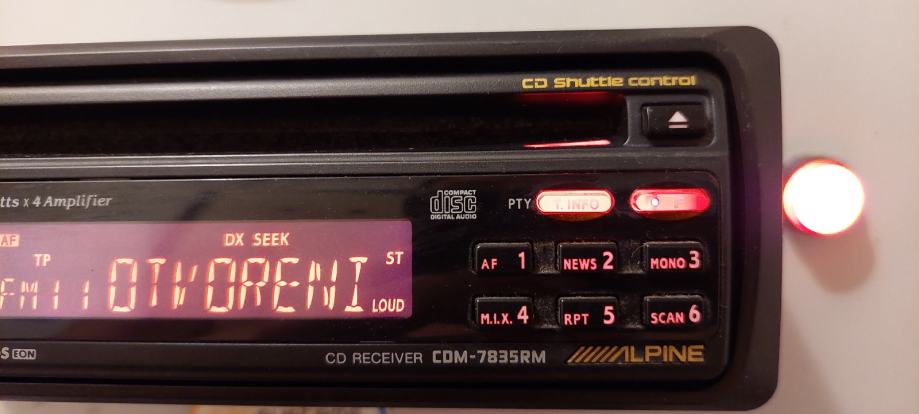 CD Shuttle control
tts x 4 Amplifier
COMPACT
disc
DIGITAL AUDIO
PTY T. INFO F
AF
DX SEEK
TP
ST
FM11 OTVORENI
LOUD
AF 1 NEWS 2 MONO 3
M.I.X. 4 RPT 5 SCAN 6
S EON
CD RECEIVER CDM-7835RM ALPINE